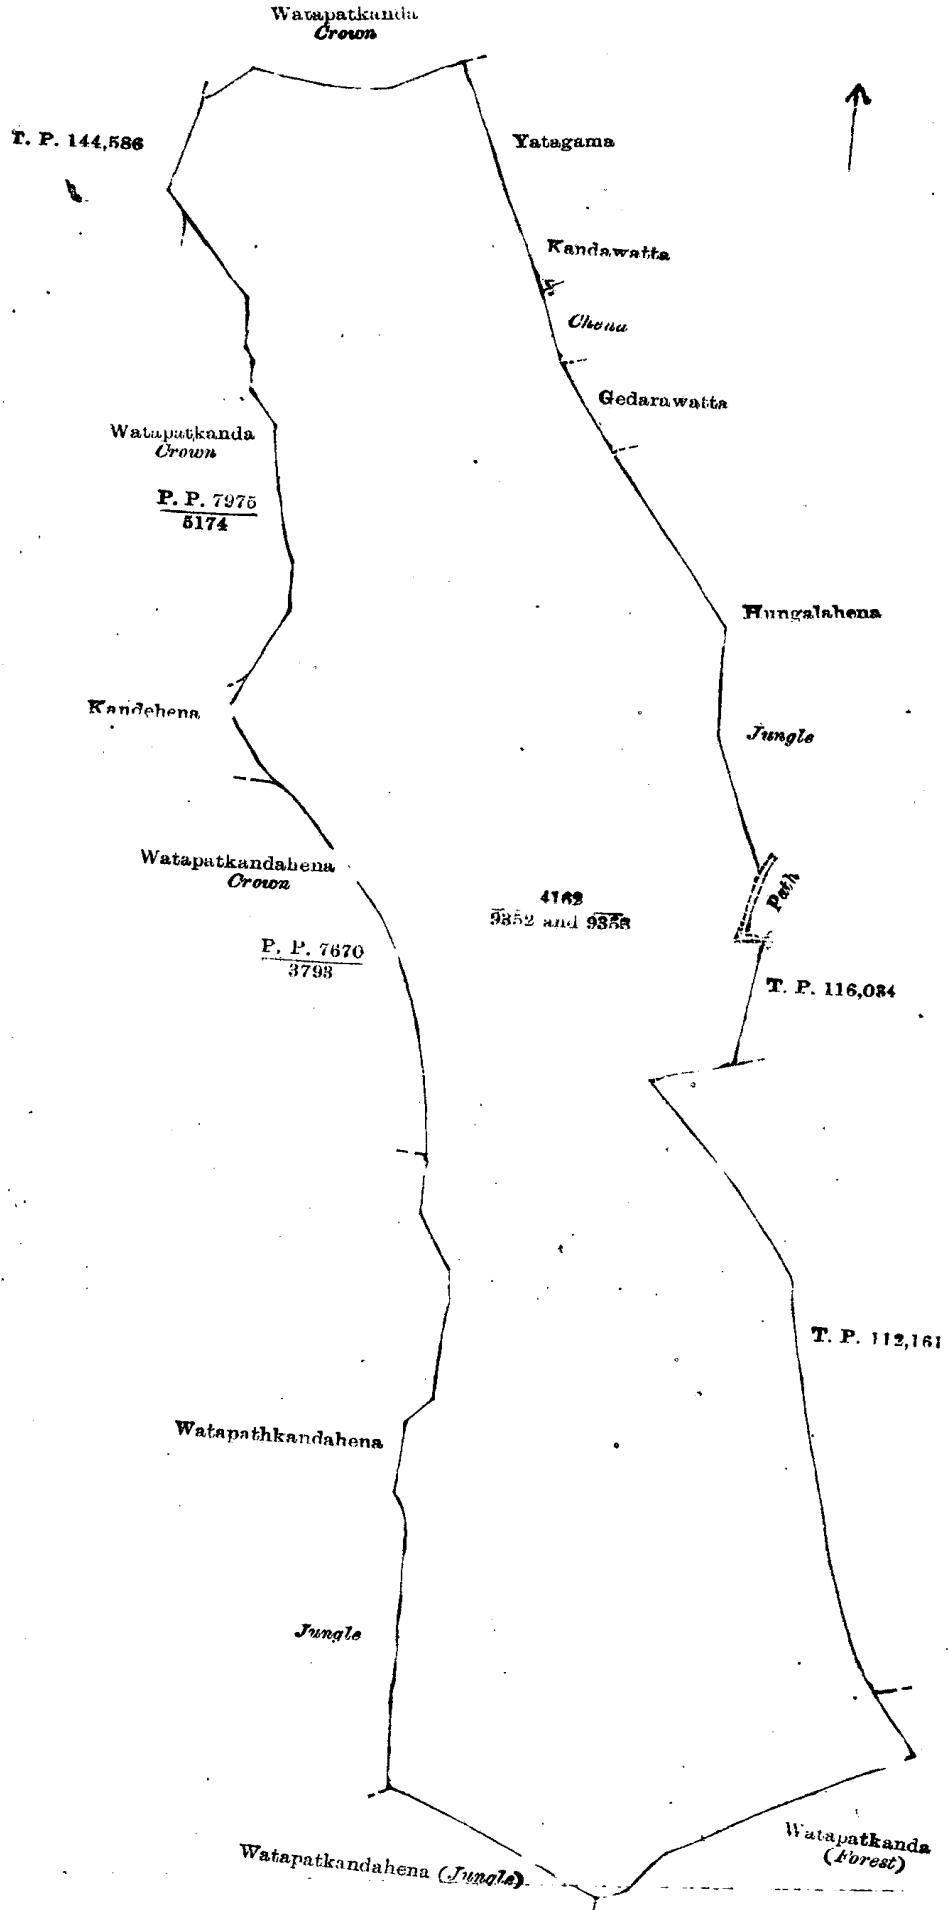 Watapatkanda
Crown
T. P. 144,586
Yatagama
Kandawatta
Chena
Gedarawatta
Watapatkanda
Crown
P. P. 7975
5174
Hungalahena
Kandehena
Jungle
Watapatkandahena
Crown
4162
9352 and 9353
Path
P. P. 7670
3793
T. P. 116,034
T. P. 112,161
Watapathkandahena
Jungle
Watapatkandahena (Jungle)
Watapatkanda
(Forest)